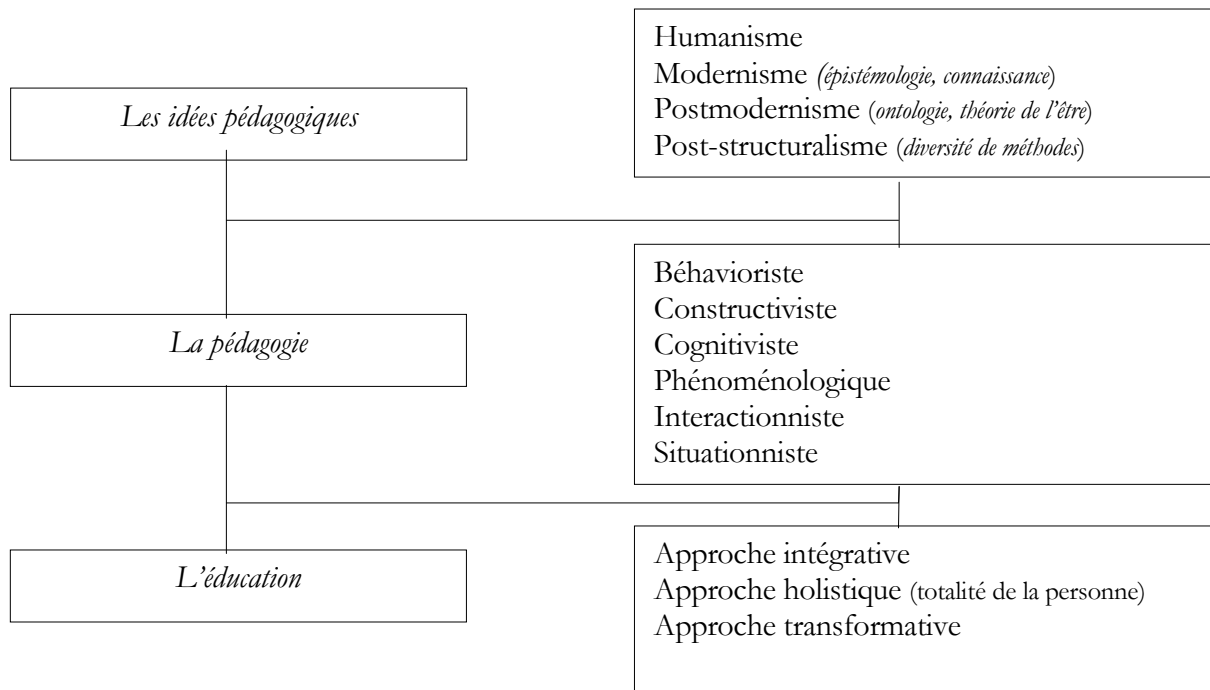 Les idées pédagogiques
Humanisme
Modernisme (épistémologie, connaissance)
Postmodernisme (ontologie, théorie de l'être)
Post-structuralisme (diversité de méthodes)
La pédagogie
Béhavioriste
Constructiviste
Cognitiviste
Phénoménologique
Interactionniste
Situationniste
L'éducation
Approche intégrative
Approche holistique (totalité de la personne)
Approche transformative